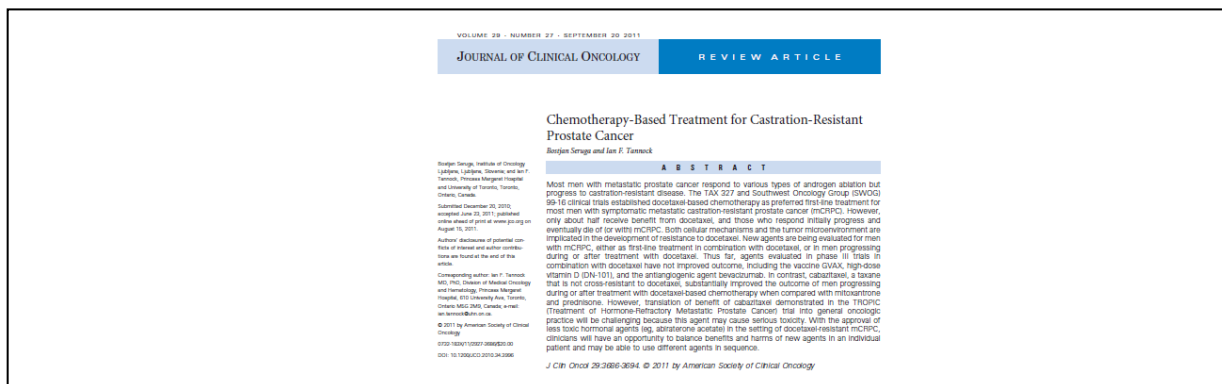 VOLUME 29 · NUMBER 27 · SEPTEMBER 20 2011
JOURNAL OF CLINICAL ONCOLOGY
REVIEW ARTICLE
Chemotherapy-Based Treatment for Castration-Resistant
Prostate Cancer
Bostjan Seruga and Ian F. Tannock
Bostjan Seruga, Institute of Oncology
Ljubljana, Ljubljana, Slovenia; and Ian F.
Tannock, Princess Margaret Hospital
and University of Toronto, Toronto,
Ontario, Canada.
Submitted December 20, 2010;
accepted June 22, 2011; published
online ahead of print at www.jco.org on
August 10, 2011.
Authors' disclosures of potential con-
flicts of interest and author contribu-
tions are found at the end of this
article.
Corresponding author: Ian F. Tannock
MD, PhD, Division of Medical Oncology
and Hematology, Princess Margaret
Hospital, 610 University Ave, Toronto,
Ontario M5G 2M9, Canada; e-mail:
ian.tannock@uhn.on.ca.
© 2011 by American Society of Clinical
Oncology
DOI: 10.1200/JCO.2010.34.3996
A B S T R A C T
Most men with metastatic prostate cancer respond to various types of androgen ablation but
progress to castration-resistant disease. The TAX 327 and Southwest Oncology Group (SWOG)
99-16 clinical trials established docetaxel-based chemotherapy as preferred first-line treatment for
most men with symptomatic metastatic castration-resistant prostate cancer (mCRPC). However,
only about half receive benefit from docetaxel, and those who respond initially progress and
eventually die of (or with) mCRPC. Both cellular mechanisms and the tumor microenvironment are
implicated in the development of resistance to docetaxel. New agents are being evaluated for men
with mCRPC, either as first-line treatment in combination with docetaxel, or in men progressing
during or after treatment with docetaxel. Thus far, agents evaluated in phase III trials in
combination with docetaxel have not improved outcome, including the vaccine GVAX, high-dose
vitamin D (DN-101), and the antiangiogenic agent bevacizumab. In contrast, cabazitaxel, a taxane
that is not cross-resistant to docetaxel, substantially improved the outcome of men progressing
during or after treatment with docetaxel-based chemotherapy when compared with mitoxantrone
and prednisone. However, translation of benefit of cabazitaxel demonstrated in the TROPIC
(Treatment of Hormone-Refractory Metastatic Prostate Cancer) trial into general oncologic
practice will be challenging because this agent may cause serious toxicity. With the approval of
less toxic hormonal agents (eg, abiraterone acetate) in the setting of docetaxel-resistant mCRPC,
clinicians will have an opportunity to balance benefits and harms of new agents in an individual
patient and may be able to use different agents in sequence.
J Clin Oncol 29:3686-3694. © 2011 by American Society of Clinical Oncology